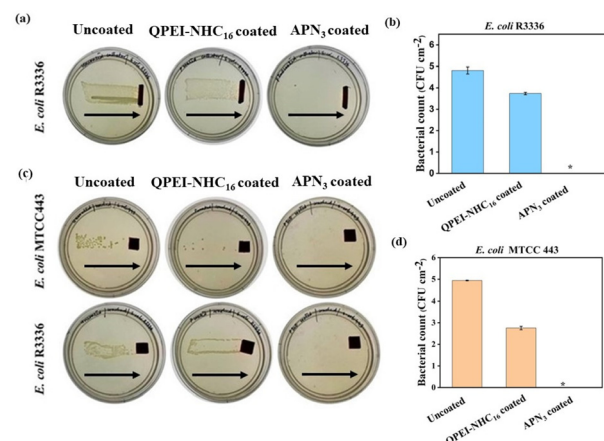 (a)
Uncoated QPEI-NHC₁₆ coated APN₃ coated
E. coli R3336
(b)
E. coli R3336
Bacterial count (CFU cm⁻²)
6
5
4
3
2
1
0
*
Uncoated
QPEI-NHC₁₆ coated
APN₃ coated
(c)
Uncoated QPEI-NHC₁₆ coated APN₃ coated
E. coli MTCC443
E. coli R3336
(d)
E. coli MTCC 443
Bacterial count (CFU cm⁻²)
6
5
4
3
2
1
0
*
Uncoated
QPEI-NHC₁₆ coated
APN₃ coated